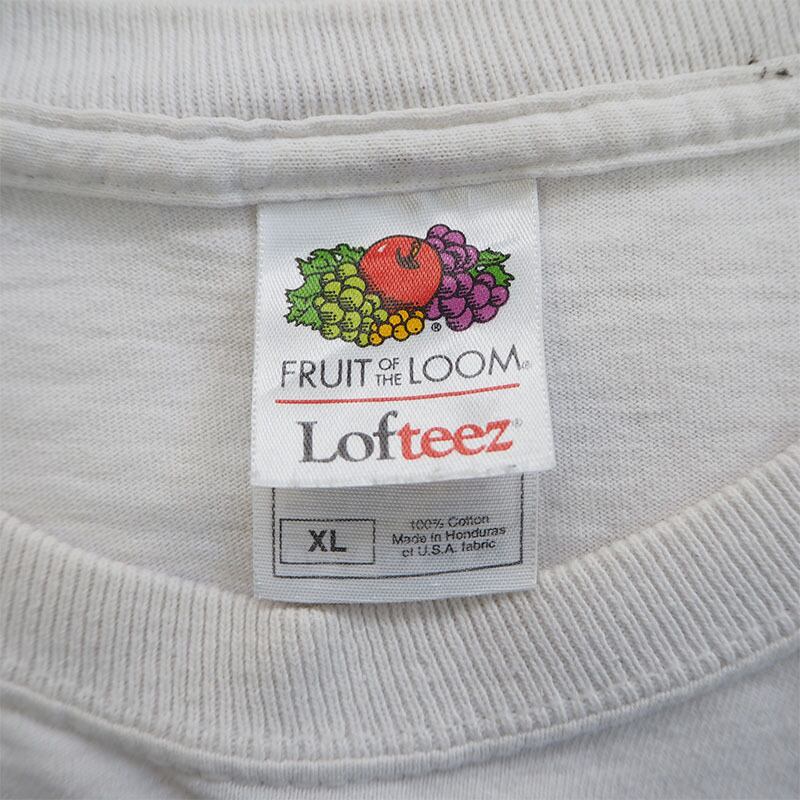 FRUIT OF THE LOOM®
Lofteez®
XL
100% Cotton
Made in Honduras
of U.S.A. fabric